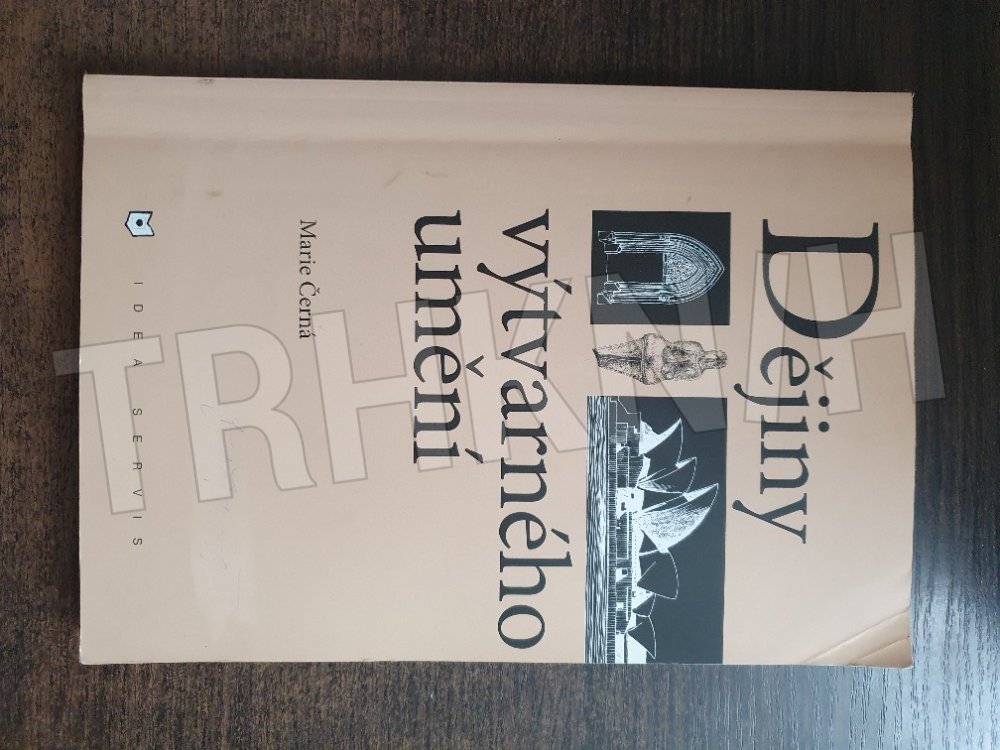 Dějiny
výtvarného
umění
Marie Černá
IDEA SERVIS
TRHKNIH